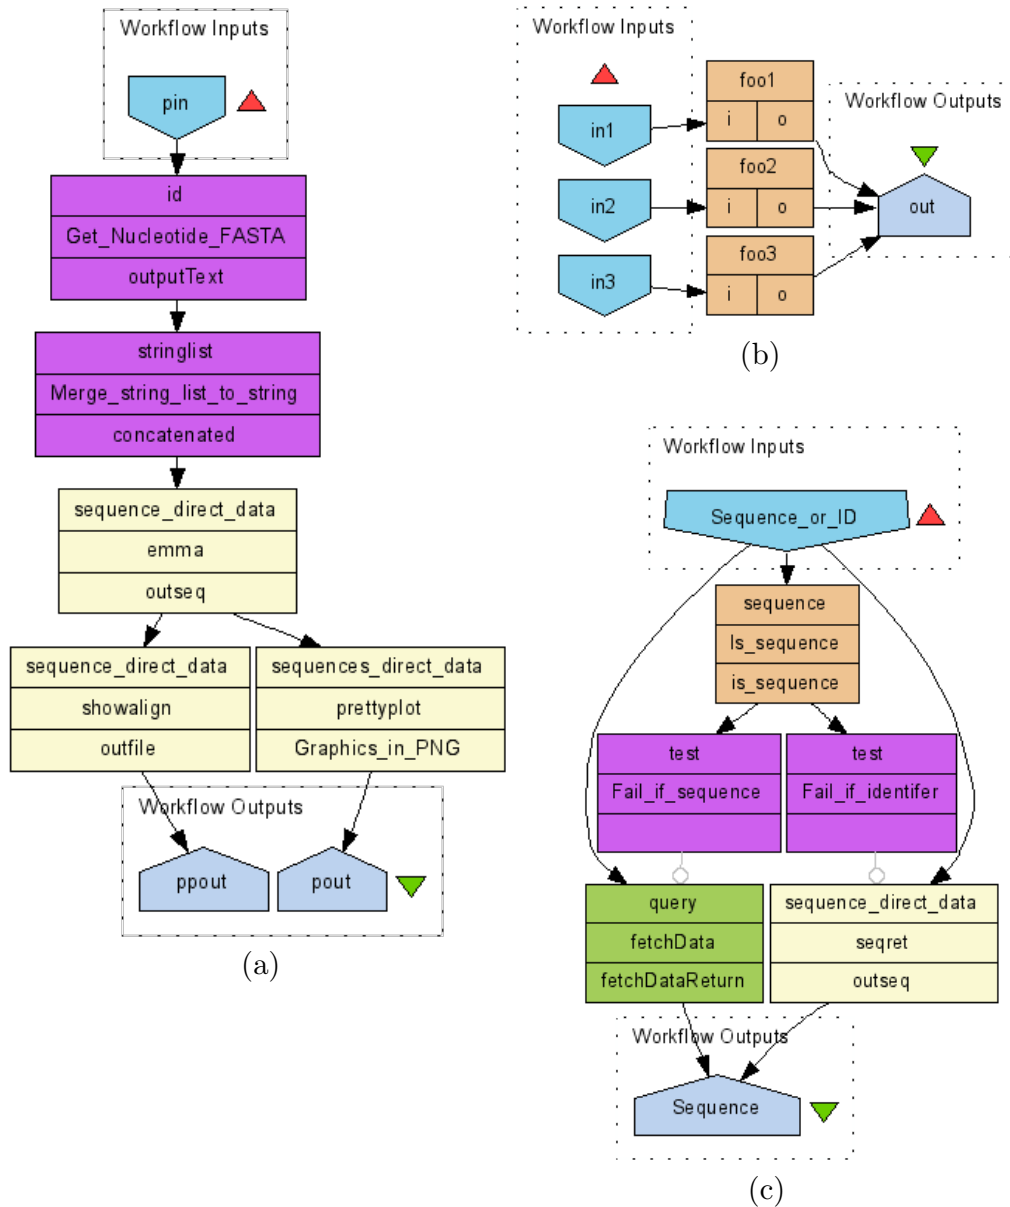 Workflow Inputs
pin
id
Get_Nucleotide_FASTA
outputText
stringlist
Merge_string_list_to_string
concatenated
sequence_direct_data
emma
outseq
sequence_direct_data
showalign
outfile
sequences_direct_data
prettyplot
Graphics_in_PNG
Workflow Outputs
ppout
pout
(a)
Workflow Inputs
in1
in2
in3
foo1
i
o
foo2
i
o
foo3
i
o
Workflow Outputs
out
(b)
Workflow Inputs
Sequence_or_ID
sequence
Is_sequence
is_sequence
test
Fail_if_sequence
test
Fail_if_identifer
query
fetchData
fetchDataReturn
sequence_direct_data
seqret
outseq
Workflow Outputs
Sequence
(c)